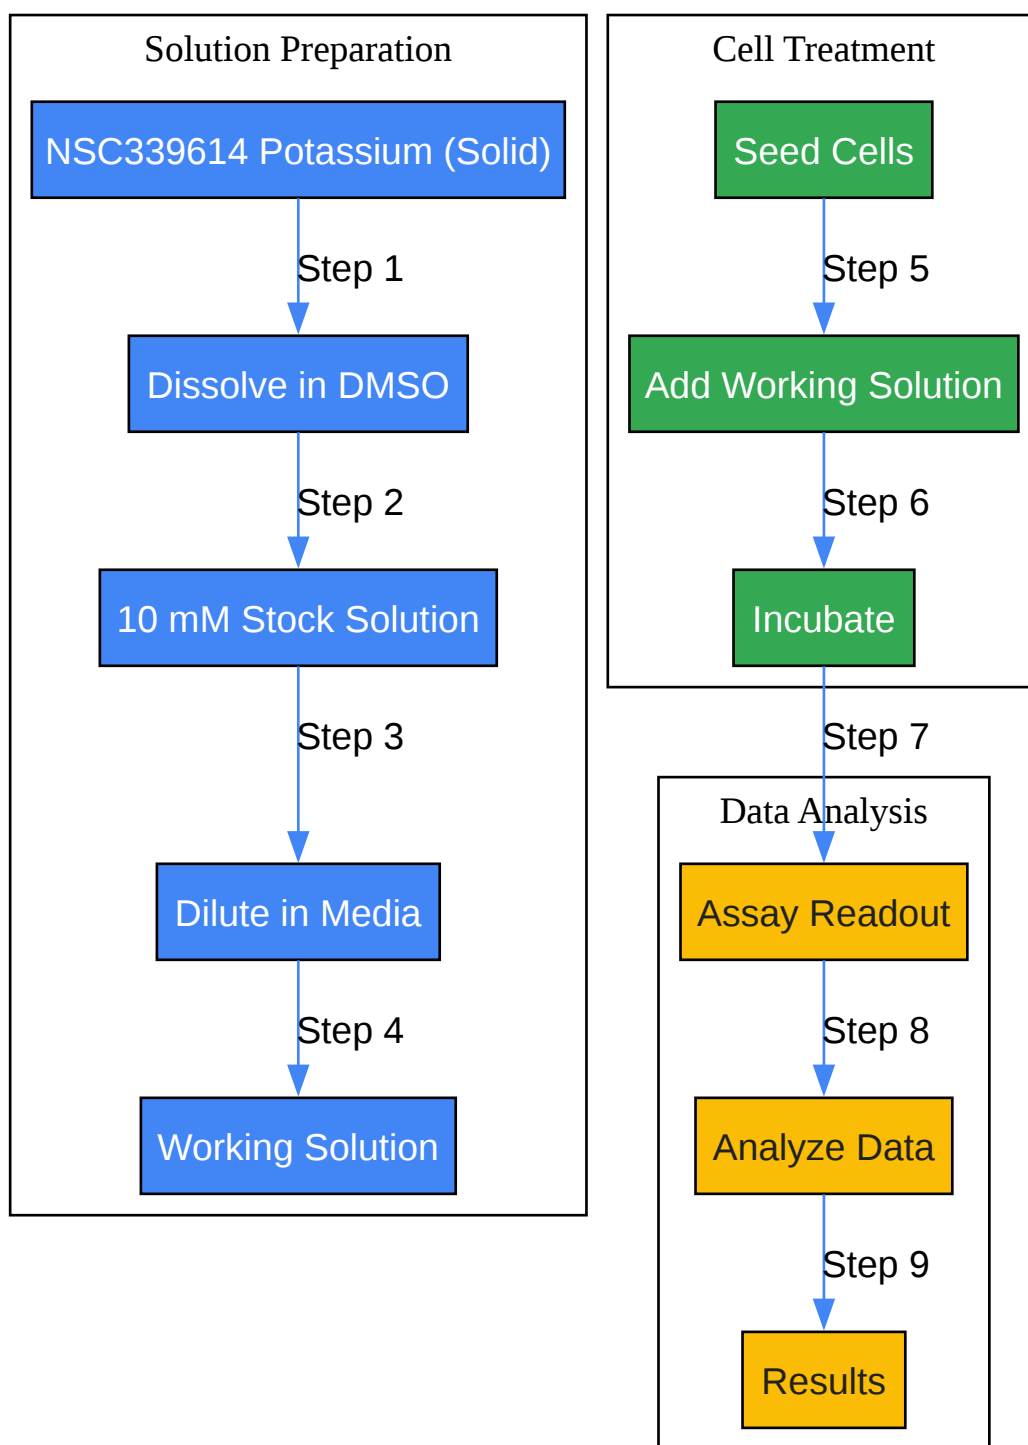 Solution Preparation
NSC339614 Potassium (Solid)
Step 1
Dissolve in DMSO
Step 2
10 mM Stock Solution
Step 3
Dilute in Media
Step 4
Working Solution
Cell Treatment
Seed Cells
Step 5
Add Working Solution
Step 6
Incubate
Step 7
Data Analysis
Assay Readout
Step 8
Analyze Data
Step 9
Results